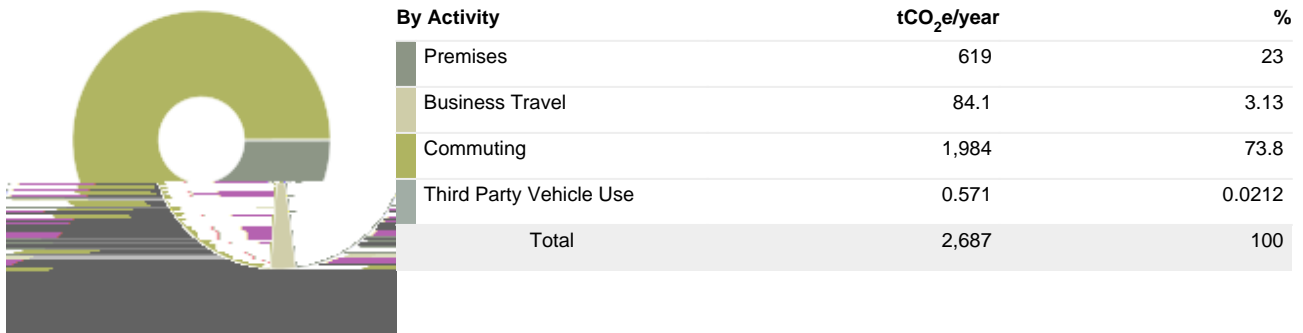 By Activity tCO₂e/year %
Premises 619 23
Business Travel 84.1 3.13
Commuting 1,984 73.8
Third Party Vehicle Use 0.571 0.0212
Total 2,687 100